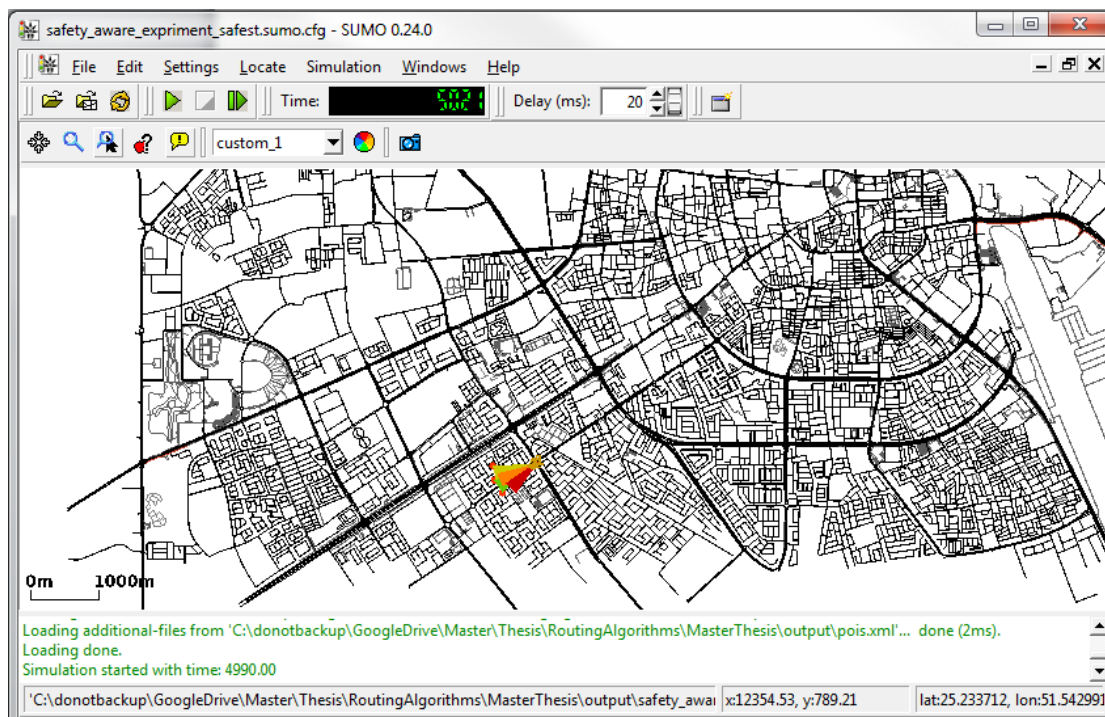 safety_aware_expriment_safest.sumo.cfg - SUMO 0.24.0
File Edit Settings Locate Simulation Windows Help
Time: 5021 Delay (ms): 20
custom_1
0m 1000m
Loading additional-files from 'C:\donotbackup\GoogleDrive\Master\Thesis\RoutingAlgorithms\MasterThesis\output\pois.xml'... done (2ms).
Loading done.
Simulation started with time: 4990.00
'C:\donotbackup\GoogleDrive\Master\Thesis\RoutingAlgorithms\MasterThesis\output\safety_awa x:12354.53, y:789.21 lat:25.233712, lon:51.542991